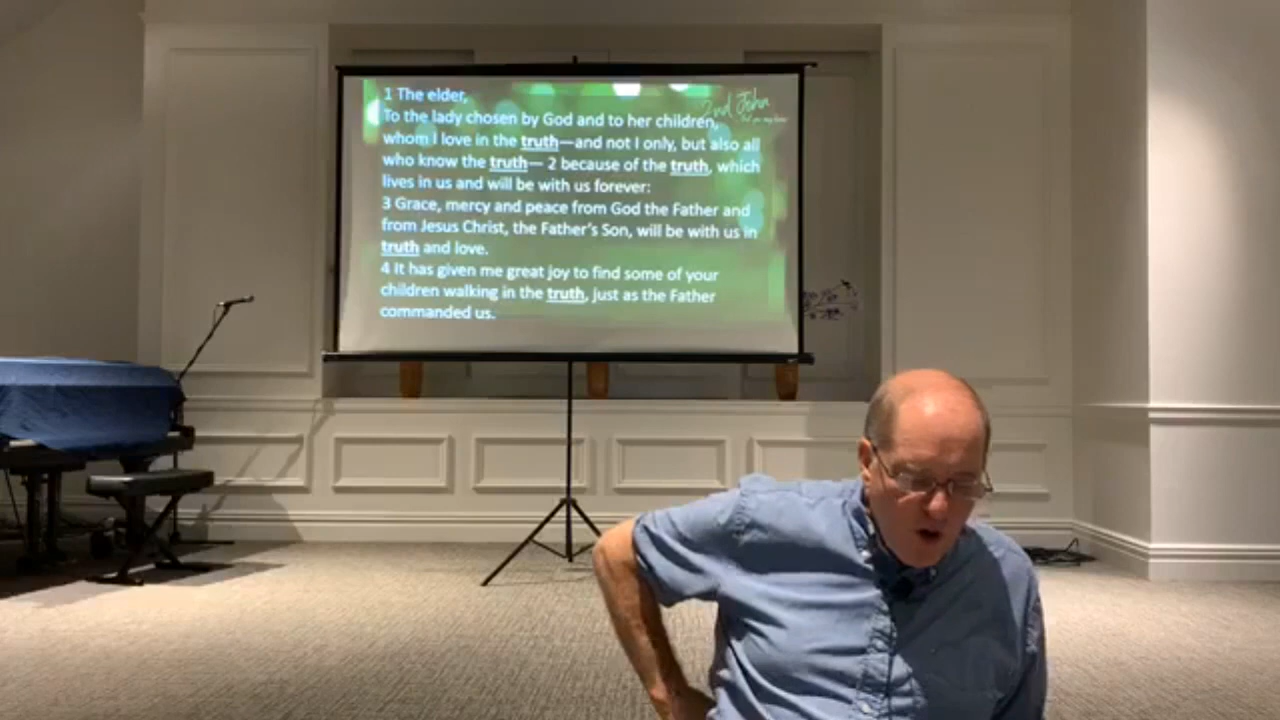 1 The elder,
2nd John
To the lady chosen by God and to her children,
whom I love in the truth—and not I only, but also all
who know the truth— 2 because of the truth, which
lives in us and will be with us forever:
3 Grace, mercy and peace from God the Father and
from Jesus Christ, the Father's Son, will be with us in
truth and love.
4 It has given me great joy to find some of your
children walking in the truth, just as the Father
commanded us.